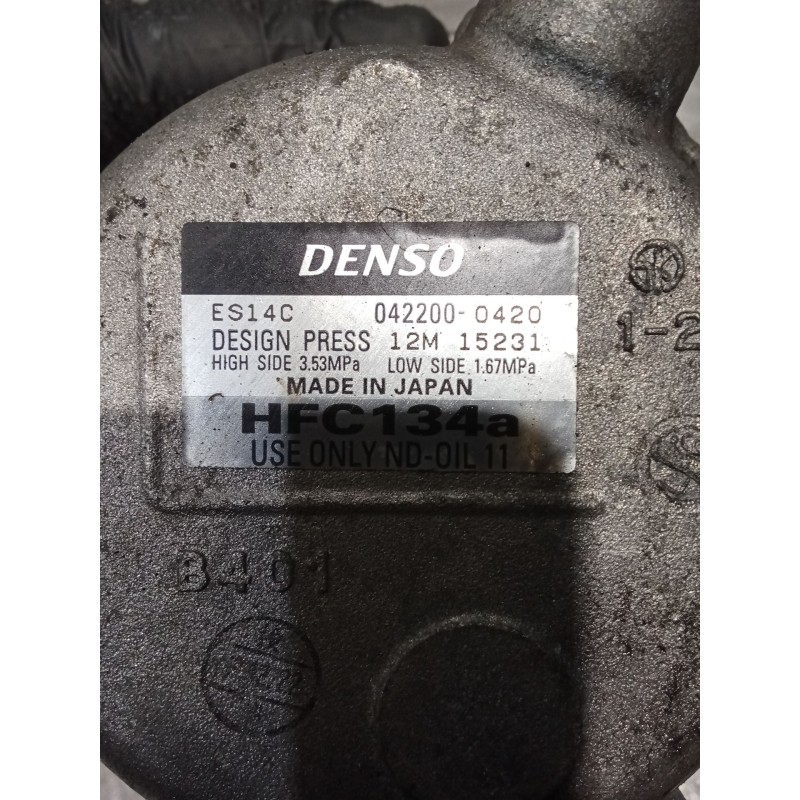 DENSO
ES14C 042200-0420
DESIGN PRESS 12M 15231
HIGH SIDE 3.53MPa LOW SIDE 1.67MPa
MADE IN JAPAN
HFC134a
USE ONLY ND-OIL 11
1-2
8401